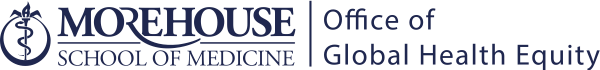 MOREHOUSE
SCHOOL OF MEDICINE
Office of
Global Health Equity